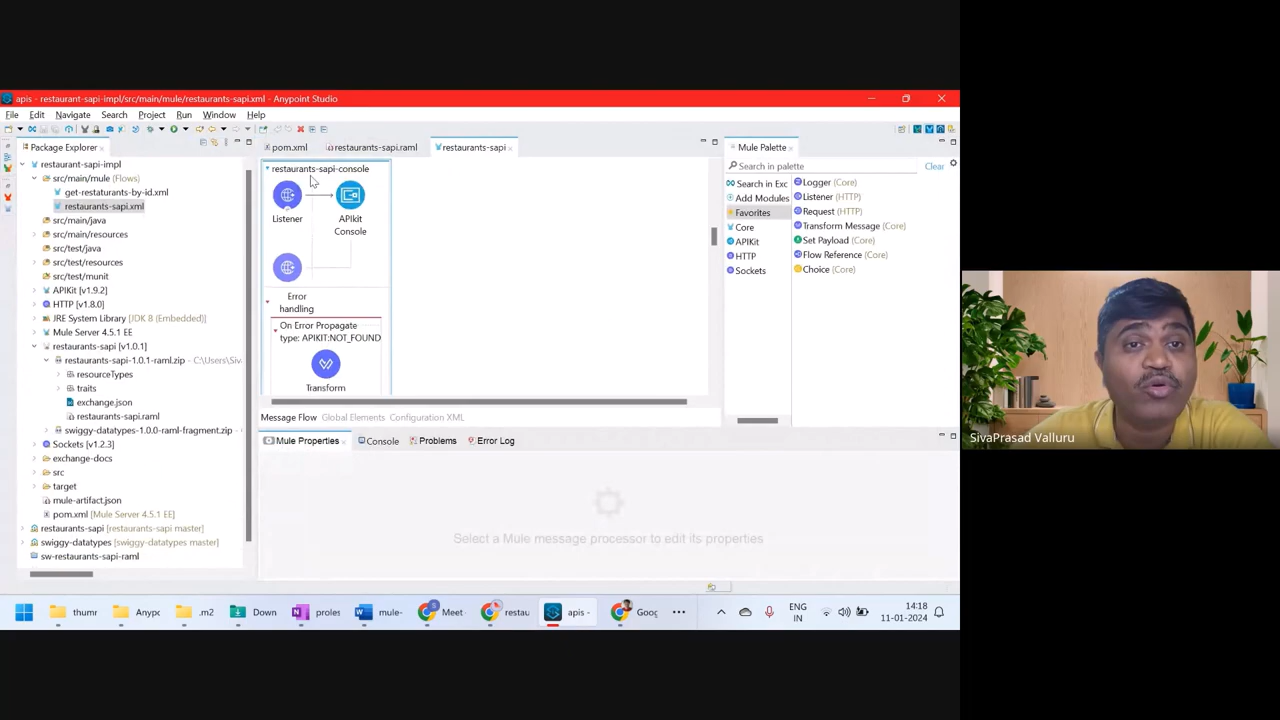 apis - restaurant-sapi-impl/src/main/mule/restaurants-sapi.xml - Anypoint Studio
File Edit Navigate Search Project Run Window Help
Package Explorer
restaurant-sapi-impl
src/main/mule (Flows)
get-restaturants-by-id.xml
restaurants-sapi.xml
src/main/java
src/main/resources
src/test/java
src/test/resources
src/test/munit
APIKit [v1.9.2]
HTTP [v1.8.0]
JRE System Library [JDK 8 (Embedded)]
Mule Server 4.5.1 EE
restaurants-sapi [v1.0.1]
restaurants-sapi-1.0.1-raml.zip - C:\Users\Siva
resourceTypes
traits
exchange.json
restaurants-sapi.raml
swiggy-datatypes-1.0.0-raml-fragment.zip
Sockets [v1.2.3]
exchange-docs
src
target
mule-artifact.json
pom.xml [Mule Server 4.5.1 EE]
restaurants-sapi [restaurants-sapi master]
swiggy-datatypes [swiggy-datatypes master]
sw-restaurants-sapi-raml
pom.xml
restaurants-sapi.raml
restaurants-sapi
restaurants-sapi-console
Listener
APIkit
Console
Error
handling
On Error Propagate
type: APIKIT:NOT_FOUND
Transform
Message Flow Global Elements Configuration XML
Mule Properties
Console
Problems
Error Log
Select a Mule message processor to edit its properties
Mule Palette
Search in palette
Clear
Search in Exc
Add Modules
Favorites
Core
APIKit
HTTP
Sockets
Logger (Core)
Listener (HTTP)
Request (HTTP)
Transform Message (Core)
Set Payload (Core)
Flow Reference (Core)
Choice (Core)
SivaPrasad Valluru
thumr
Anypc
.m2
Down
proles
mule-
Meet
restau
apis -
Goog
ENG
IN
14:18
11-01-2024